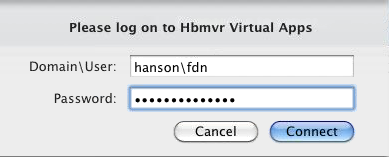 Please log on to Hbmvr Virtual Apps
Domain\User: hanson\fdn
Password: ••••••••••••••
Cancel Connect